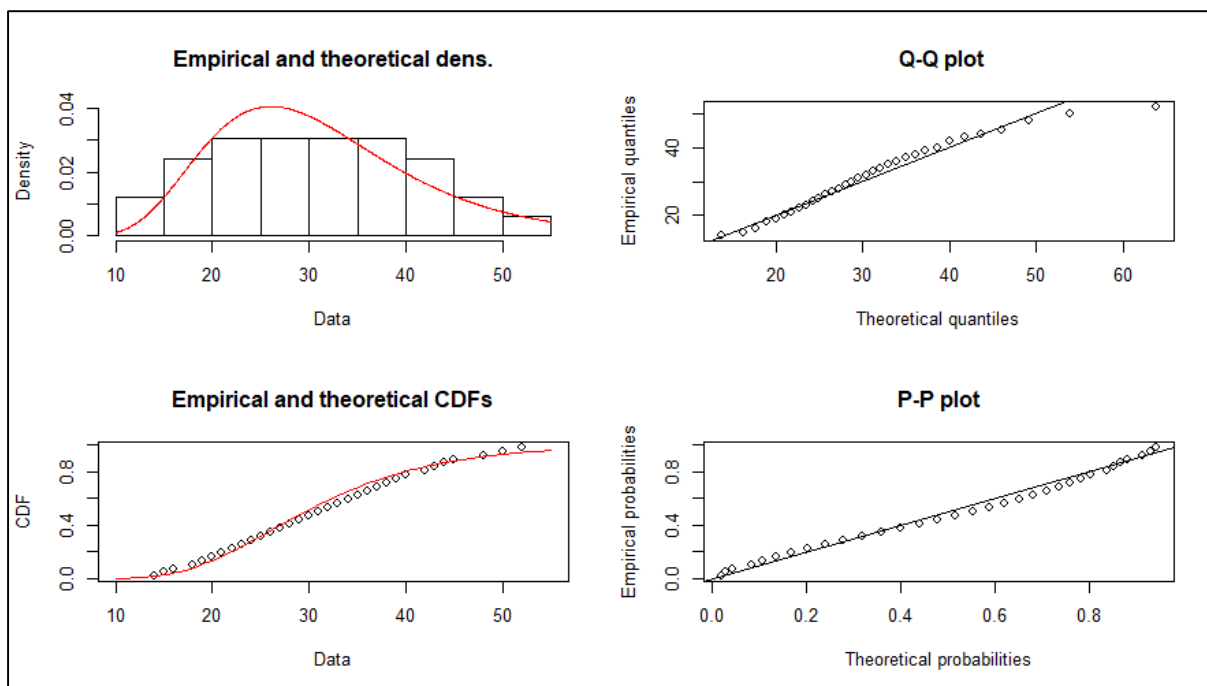 Empirical and theoretical dens.
Density
0.00
0.02
0.04
10 20 30 40 50
Data
Q-Q plot
Empirical quantiles
20
40
20 30 40 50 60
Theoretical quantiles
Empirical and theoretical CDFs
CDF
0.0
0.4
0.8
10 20 30 40 50
Data
P-P plot
Empirical probabilities
0.0
0.4
0.8
0.0 0.2 0.4 0.6 0.8
Theoretical probabilities